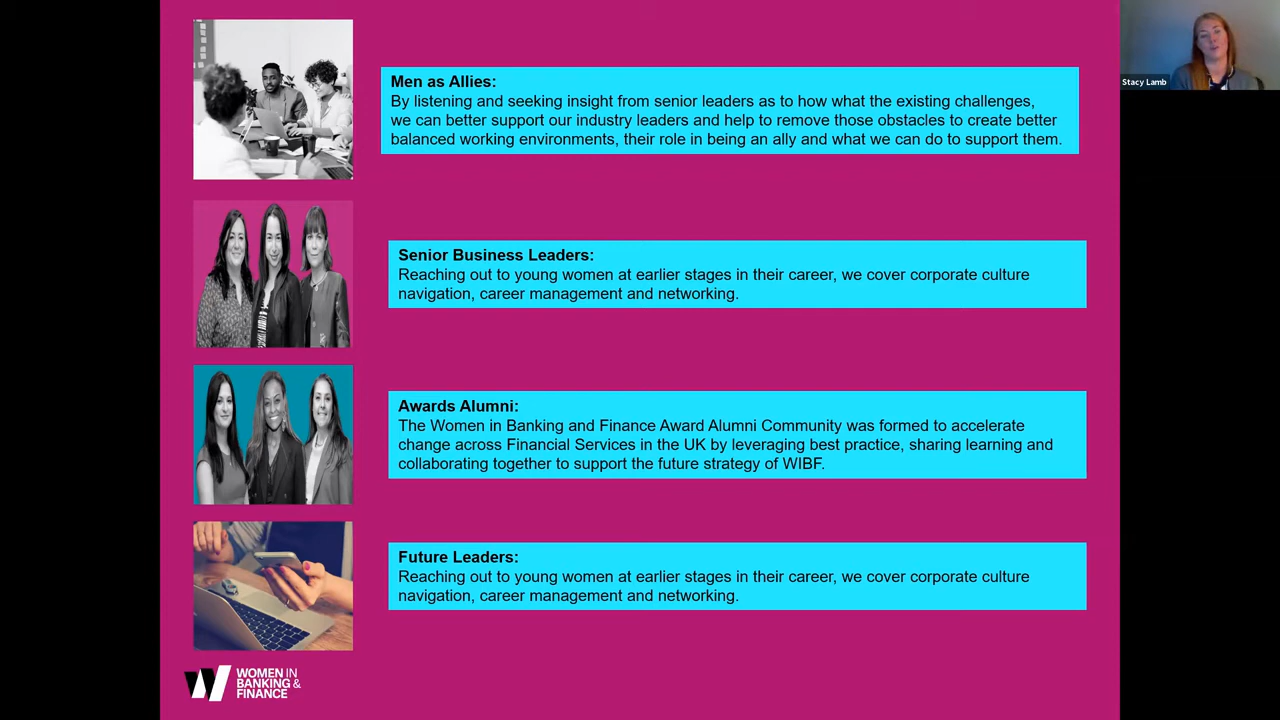 Men as Allies:
By listening and seeking insight from senior leaders as to how what the existing challenges,
we can better support our industry leaders and help to remove those obstacles to create better
balanced working environments, their role in being an ally and what we can do to support them.
Stacy Lamb
Senior Business Leaders:
Reaching out to young women at earlier stages in their career, we cover corporate culture
navigation, career management and networking.
Awards Alumni:
The Women in Banking and Finance Award Alumni Community was formed to accelerate
change across Financial Services in the UK by leveraging best practice, sharing learning and
collaborating together to support the future strategy of WIBF.
Future Leaders:
Reaching out to young women at earlier stages in their career, we cover corporate culture
navigation, career management and networking.
WOMEN IN
BANKING &
FINANCE